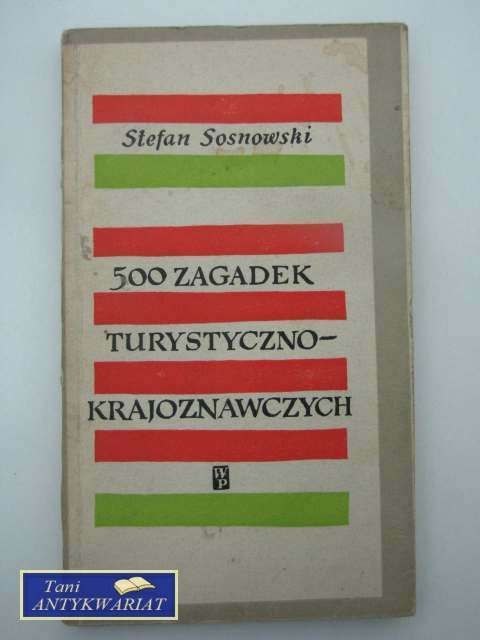 Stefan Sosnowski
500 ZAGADEK
TURYSTYCZNO-
KRAJOZNAWCZYCH
WP
Tani
ANTYKWARIAT